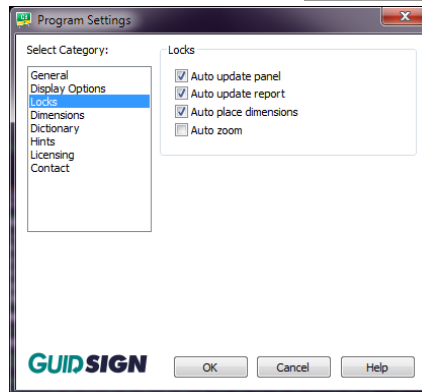 Program Settings
Select Category:
General
Display Options
Locks
Dimensions
Dictionary
Hints
Licensing
Contact
Locks
Auto update panel
Auto update report
Auto place dimensions
Auto zoom
GUIDSIGN
OK
Cancel
Help